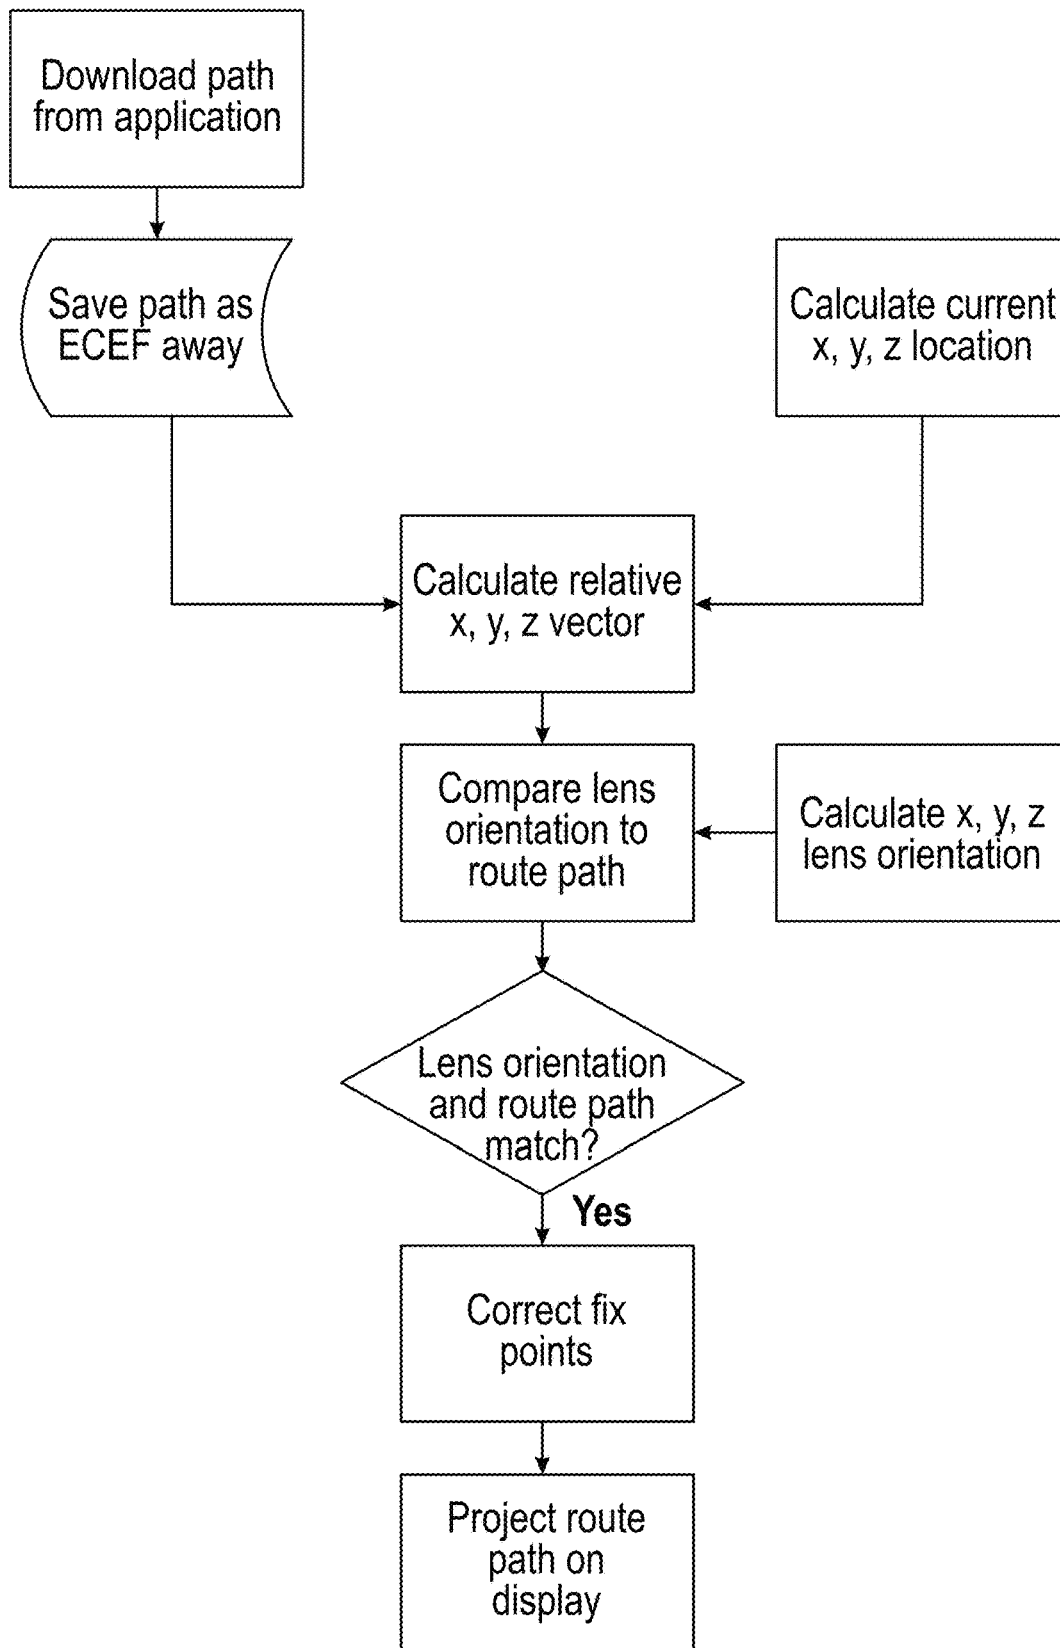 Download path
from application
Save path as
ECEF away
Calculate current
x, y, z location
Calculate relative
x, y, z vector
Compare lens
orientation to
route path
Calculate x, y, z
lens orientation
Lens orientation
and route path
match?
Yes
Correct fix
points
Project route
path on
display